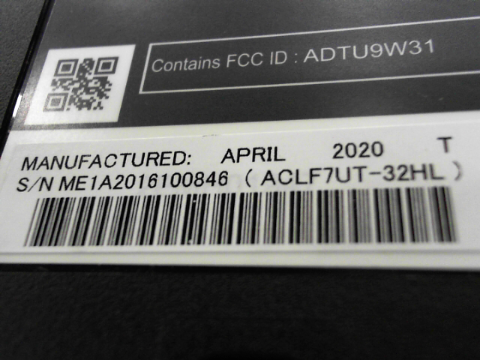 Contains FCC ID : ADTU9W31
MANUFACTURED: APRIL 2020 T
S/N ME1A2016100846 ( ACLF7UT-32HL )